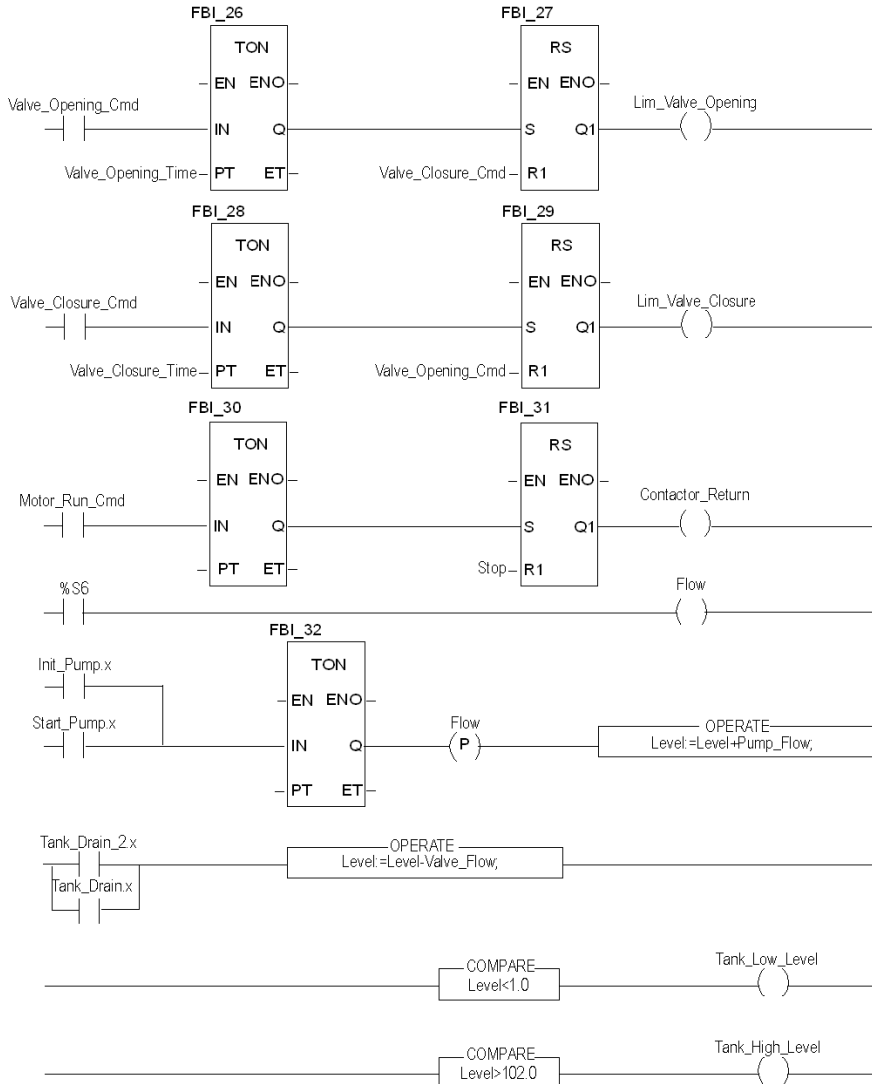 FBI_26 FBI_27
TON RS
EN ENO EN ENO
Valve_Opening_Cmd Lim_Valve_Opening
IN Q S Q1
Valve_Opening_Time PT ET Valve_Closure_Cmd R1
FBI_28 FBI_29
TON RS
EN ENO EN ENO
Valve_Closure_Cmd Lim_Valve_Closure
IN Q S Q1
Valve_Closure_Time PT ET Valve_Opening_Cmd R1
FBI_30 FBI_31
TON RS
EN ENO EN ENO
Motor_Run_Cmd Contactor_Return
IN Q S Q1
PT ET Stop R1
%S6 Flow
FBI_32
TON
Init_Pump.x
EN ENO
Start_Pump.x Flow OPERATE
IN Q P Level:=Level+Pump_Flow;
PT ET
Tank_Drain_2.x OPERATE
Level:=Level-Valve_Flow;
Tank_Drain.x
COMPARE Tank_Low_Level
Level<1.0
COMPARE Tank_High_Level
Level>102.0